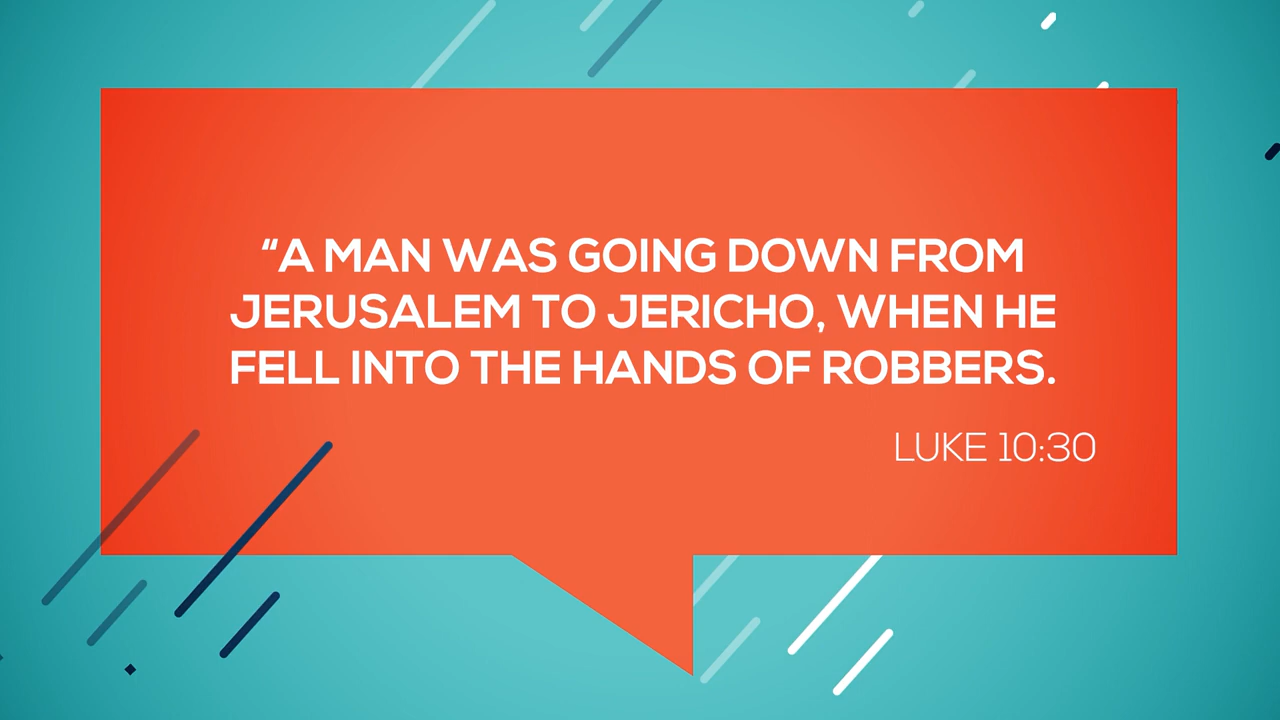 “A MAN WAS GOING DOWN FROM
JERUSALEM TO JERICHO, WHEN HE
FELL INTO THE HANDS OF ROBBERS.
LUKE 10:30